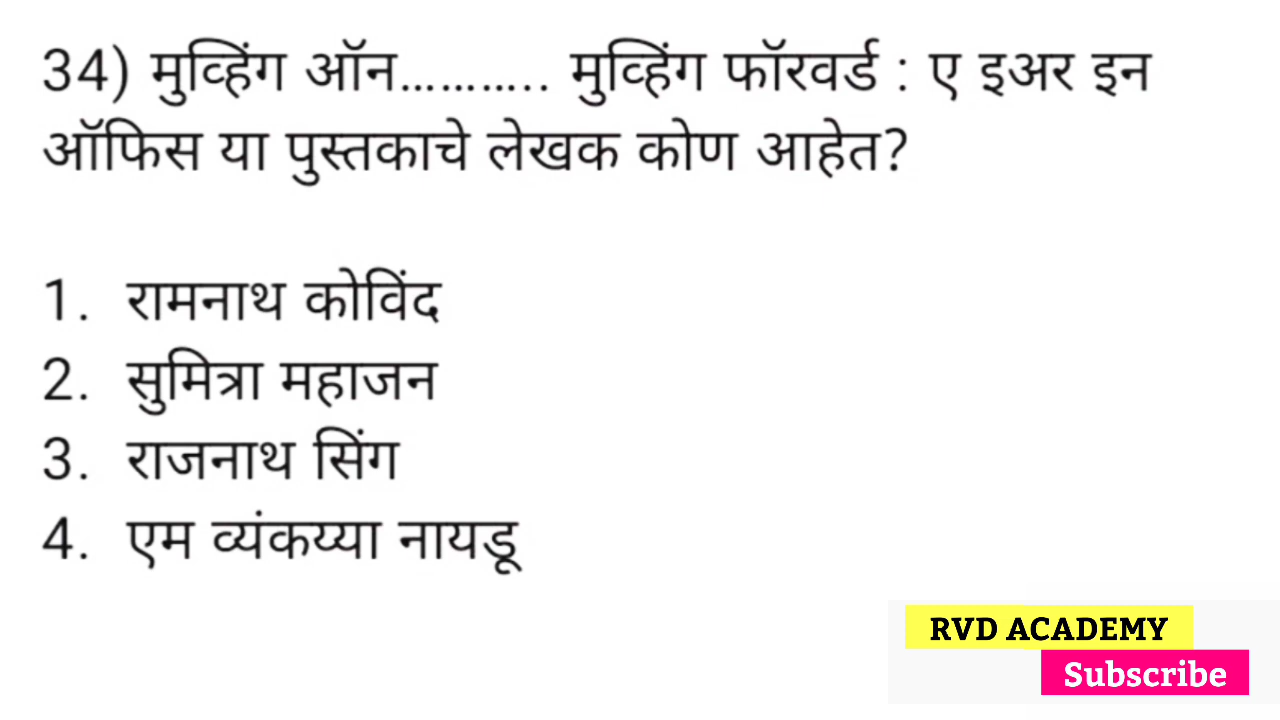 34) मुव्हिंग ऑन……….. मुव्हिंग फॉरवर्ड : ए इअर इन
ऑफिस या पुस्तकाचे लेखक कोण आहेत?
1. रामनाथ कोविंद
2. सुमित्रा महाजन
3. राजनाथ सिंग
4. एम व्यंकय्या नायडू
RVD ACADEMY
Subscribe